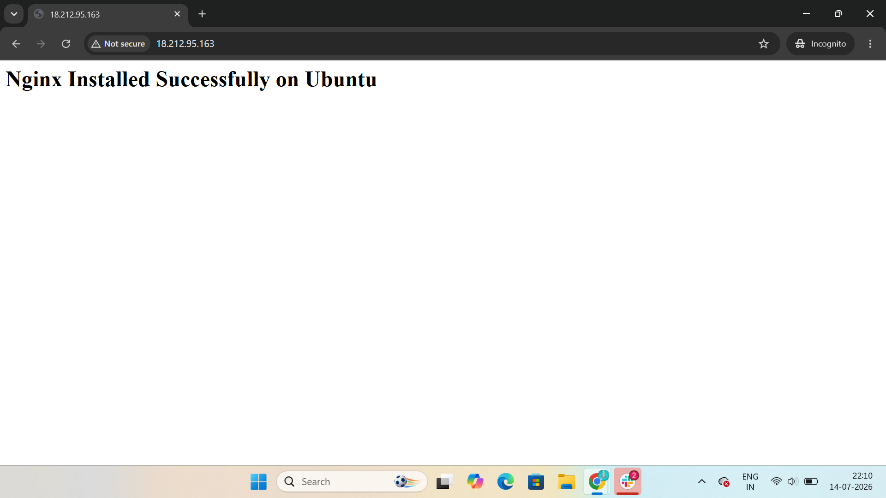 18.212.95.163
Not secure
18.212.95.163
Incognito
Nginx Installed Successfully on Ubuntu
Search
2
ENG
IN
22:10
14-07-2026